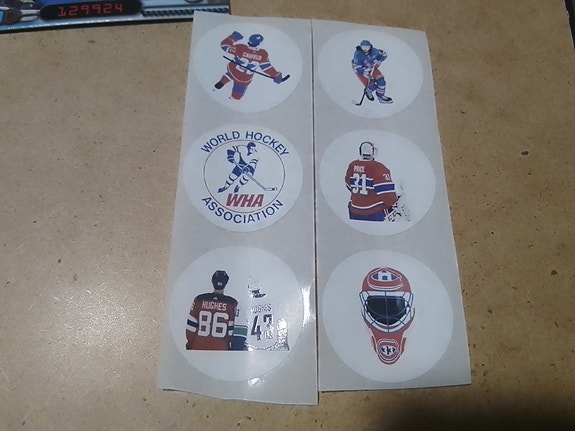 129924
CAUFIELD
WORLD HOCKEY
WHA
ASSOCIATION
PRICE
31
HUGHES
86
43